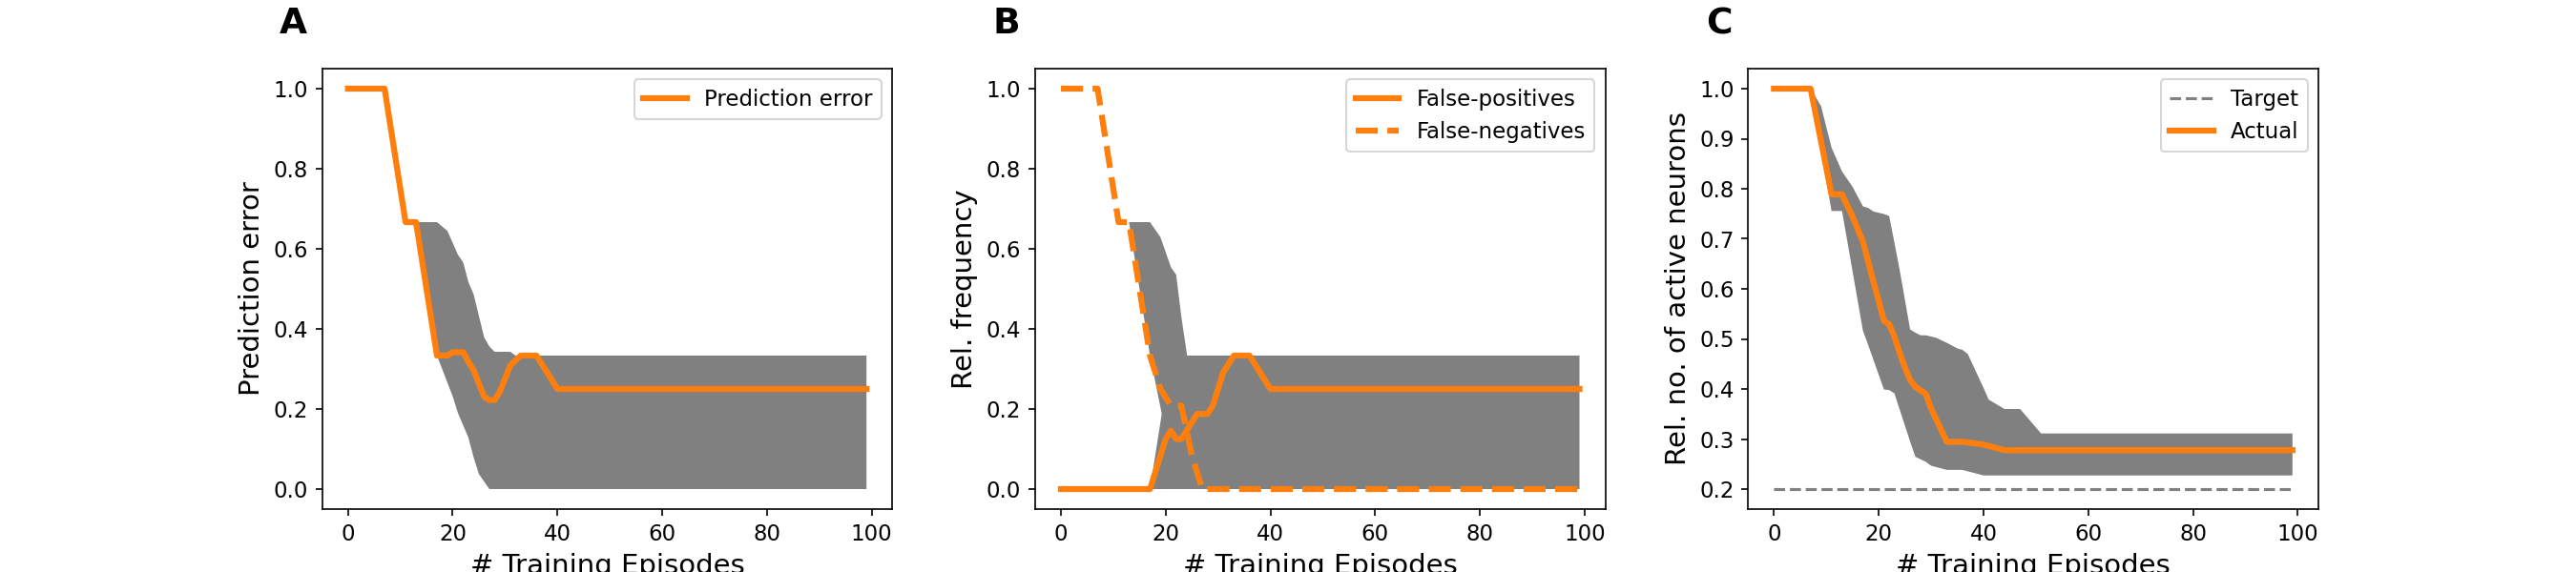 A
Prediction error
1.0
0.8
0.6
0.4
0.2
0.0
Prediction error
0 20 40 60 80 100
# Training Episodes
B
Rel. frequency
1.0
0.8
0.6
0.4
0.2
0.0
False-positives
False-negatives
0 20 40 60 80 100
# Training Episodes
C
Rel. no. of active neurons
1.0
0.9
0.8
0.7
0.6
0.5
0.4
0.3
0.2
Target
Actual
0 20 40 60 80 100
# Training Episodes